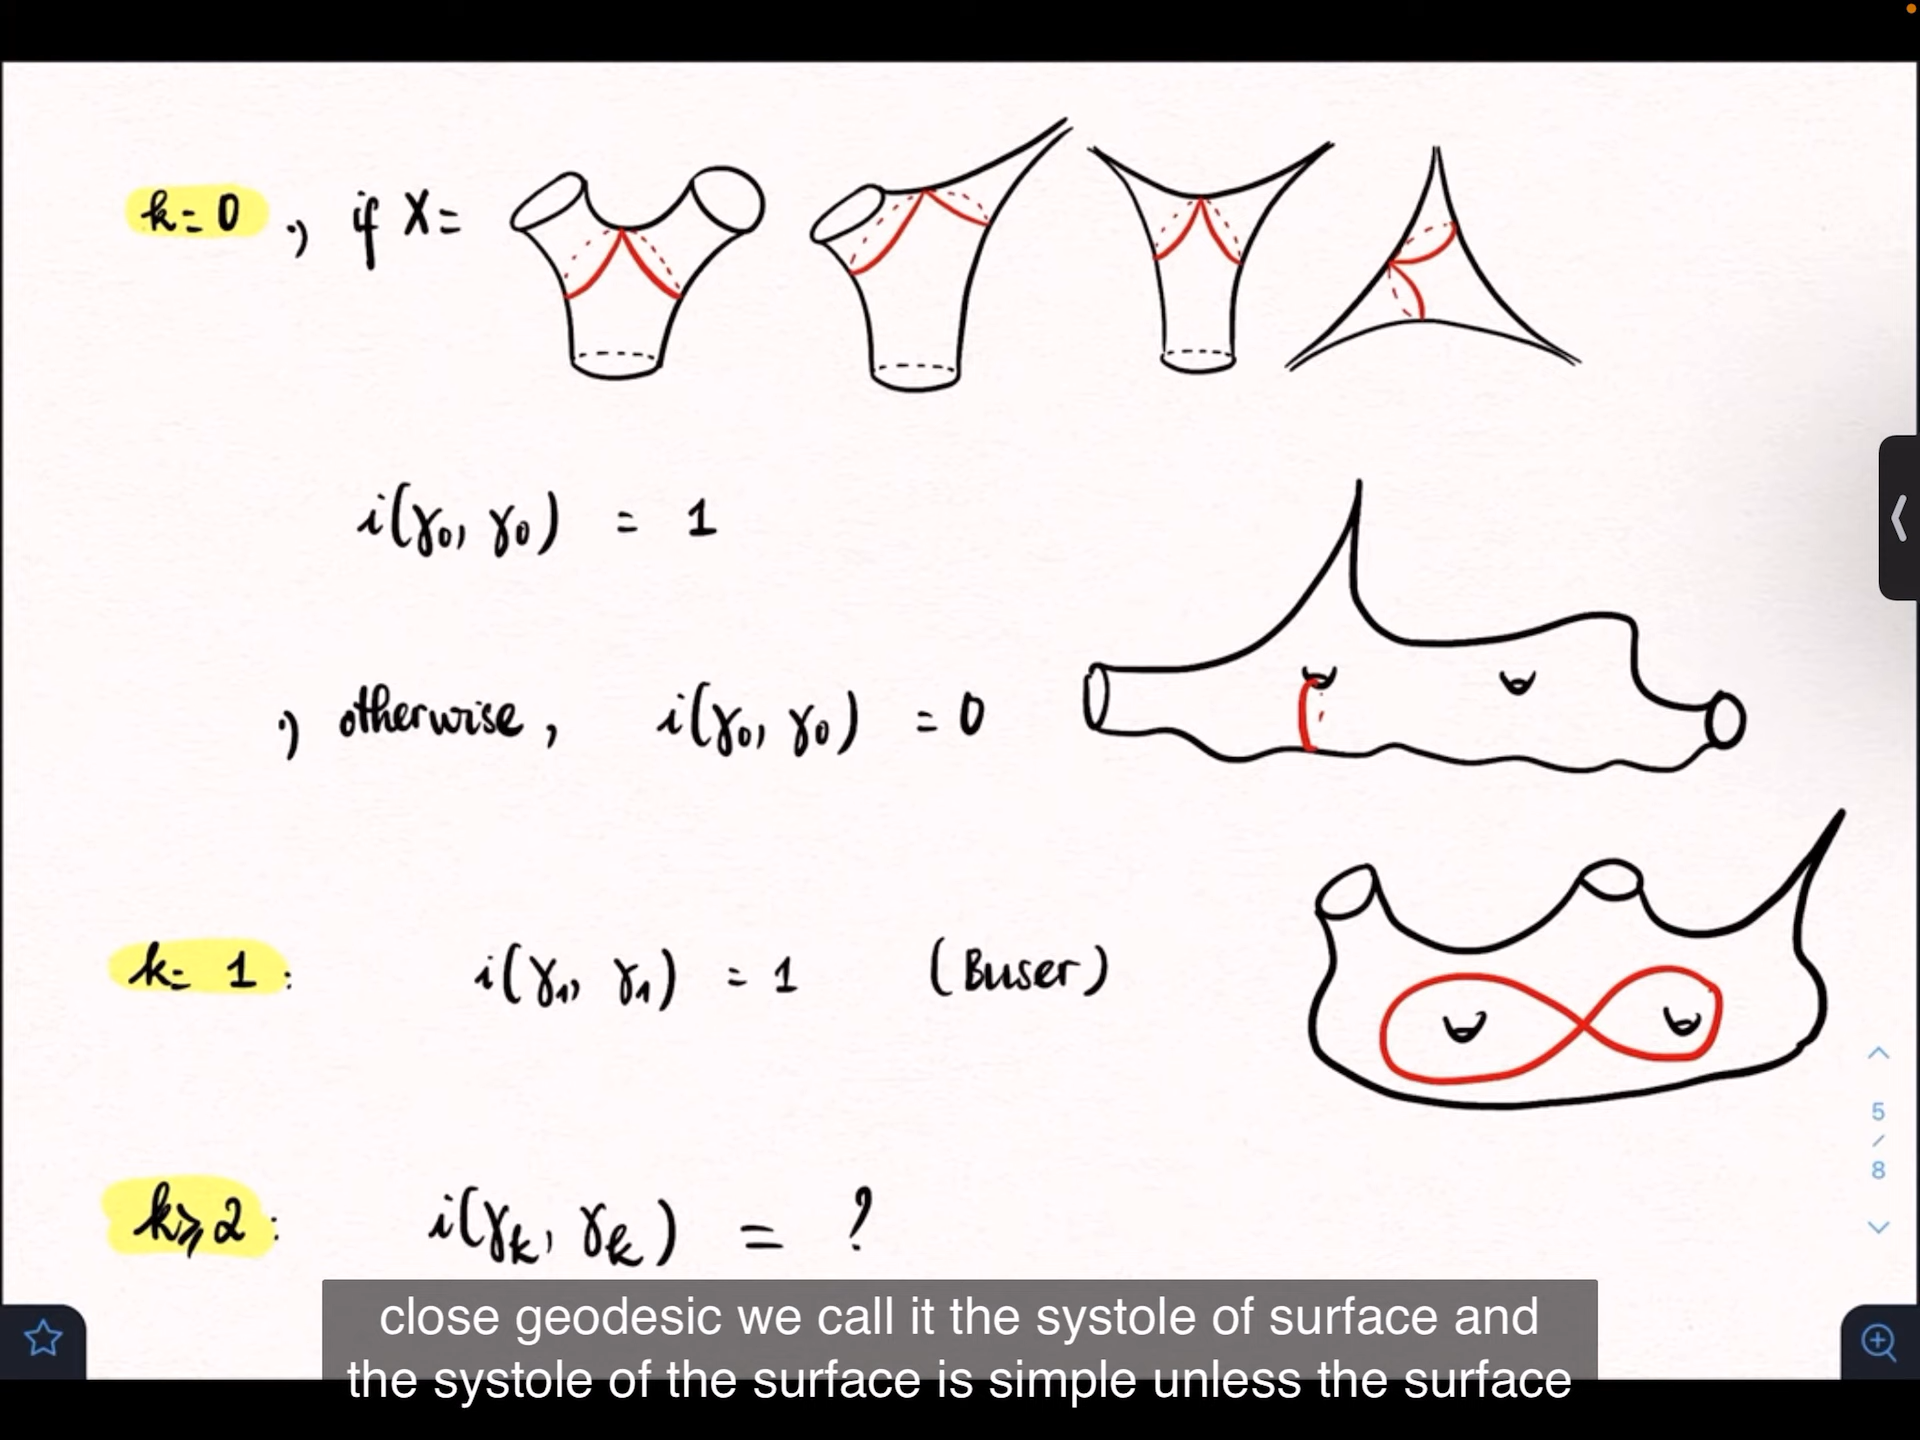 k=0, ·) if X=
i(γ₀, γ₀) = 1
·) otherwise, i(γ₀, γ₀) = 0
k=1: i(γ₁, γ₁) = 1 (Buser)
k≥2: i(γₖ, γₖ) = ?
5
/
8
close geodesic we call it the systole of surface and
the systole of the surface is simple unless the surface